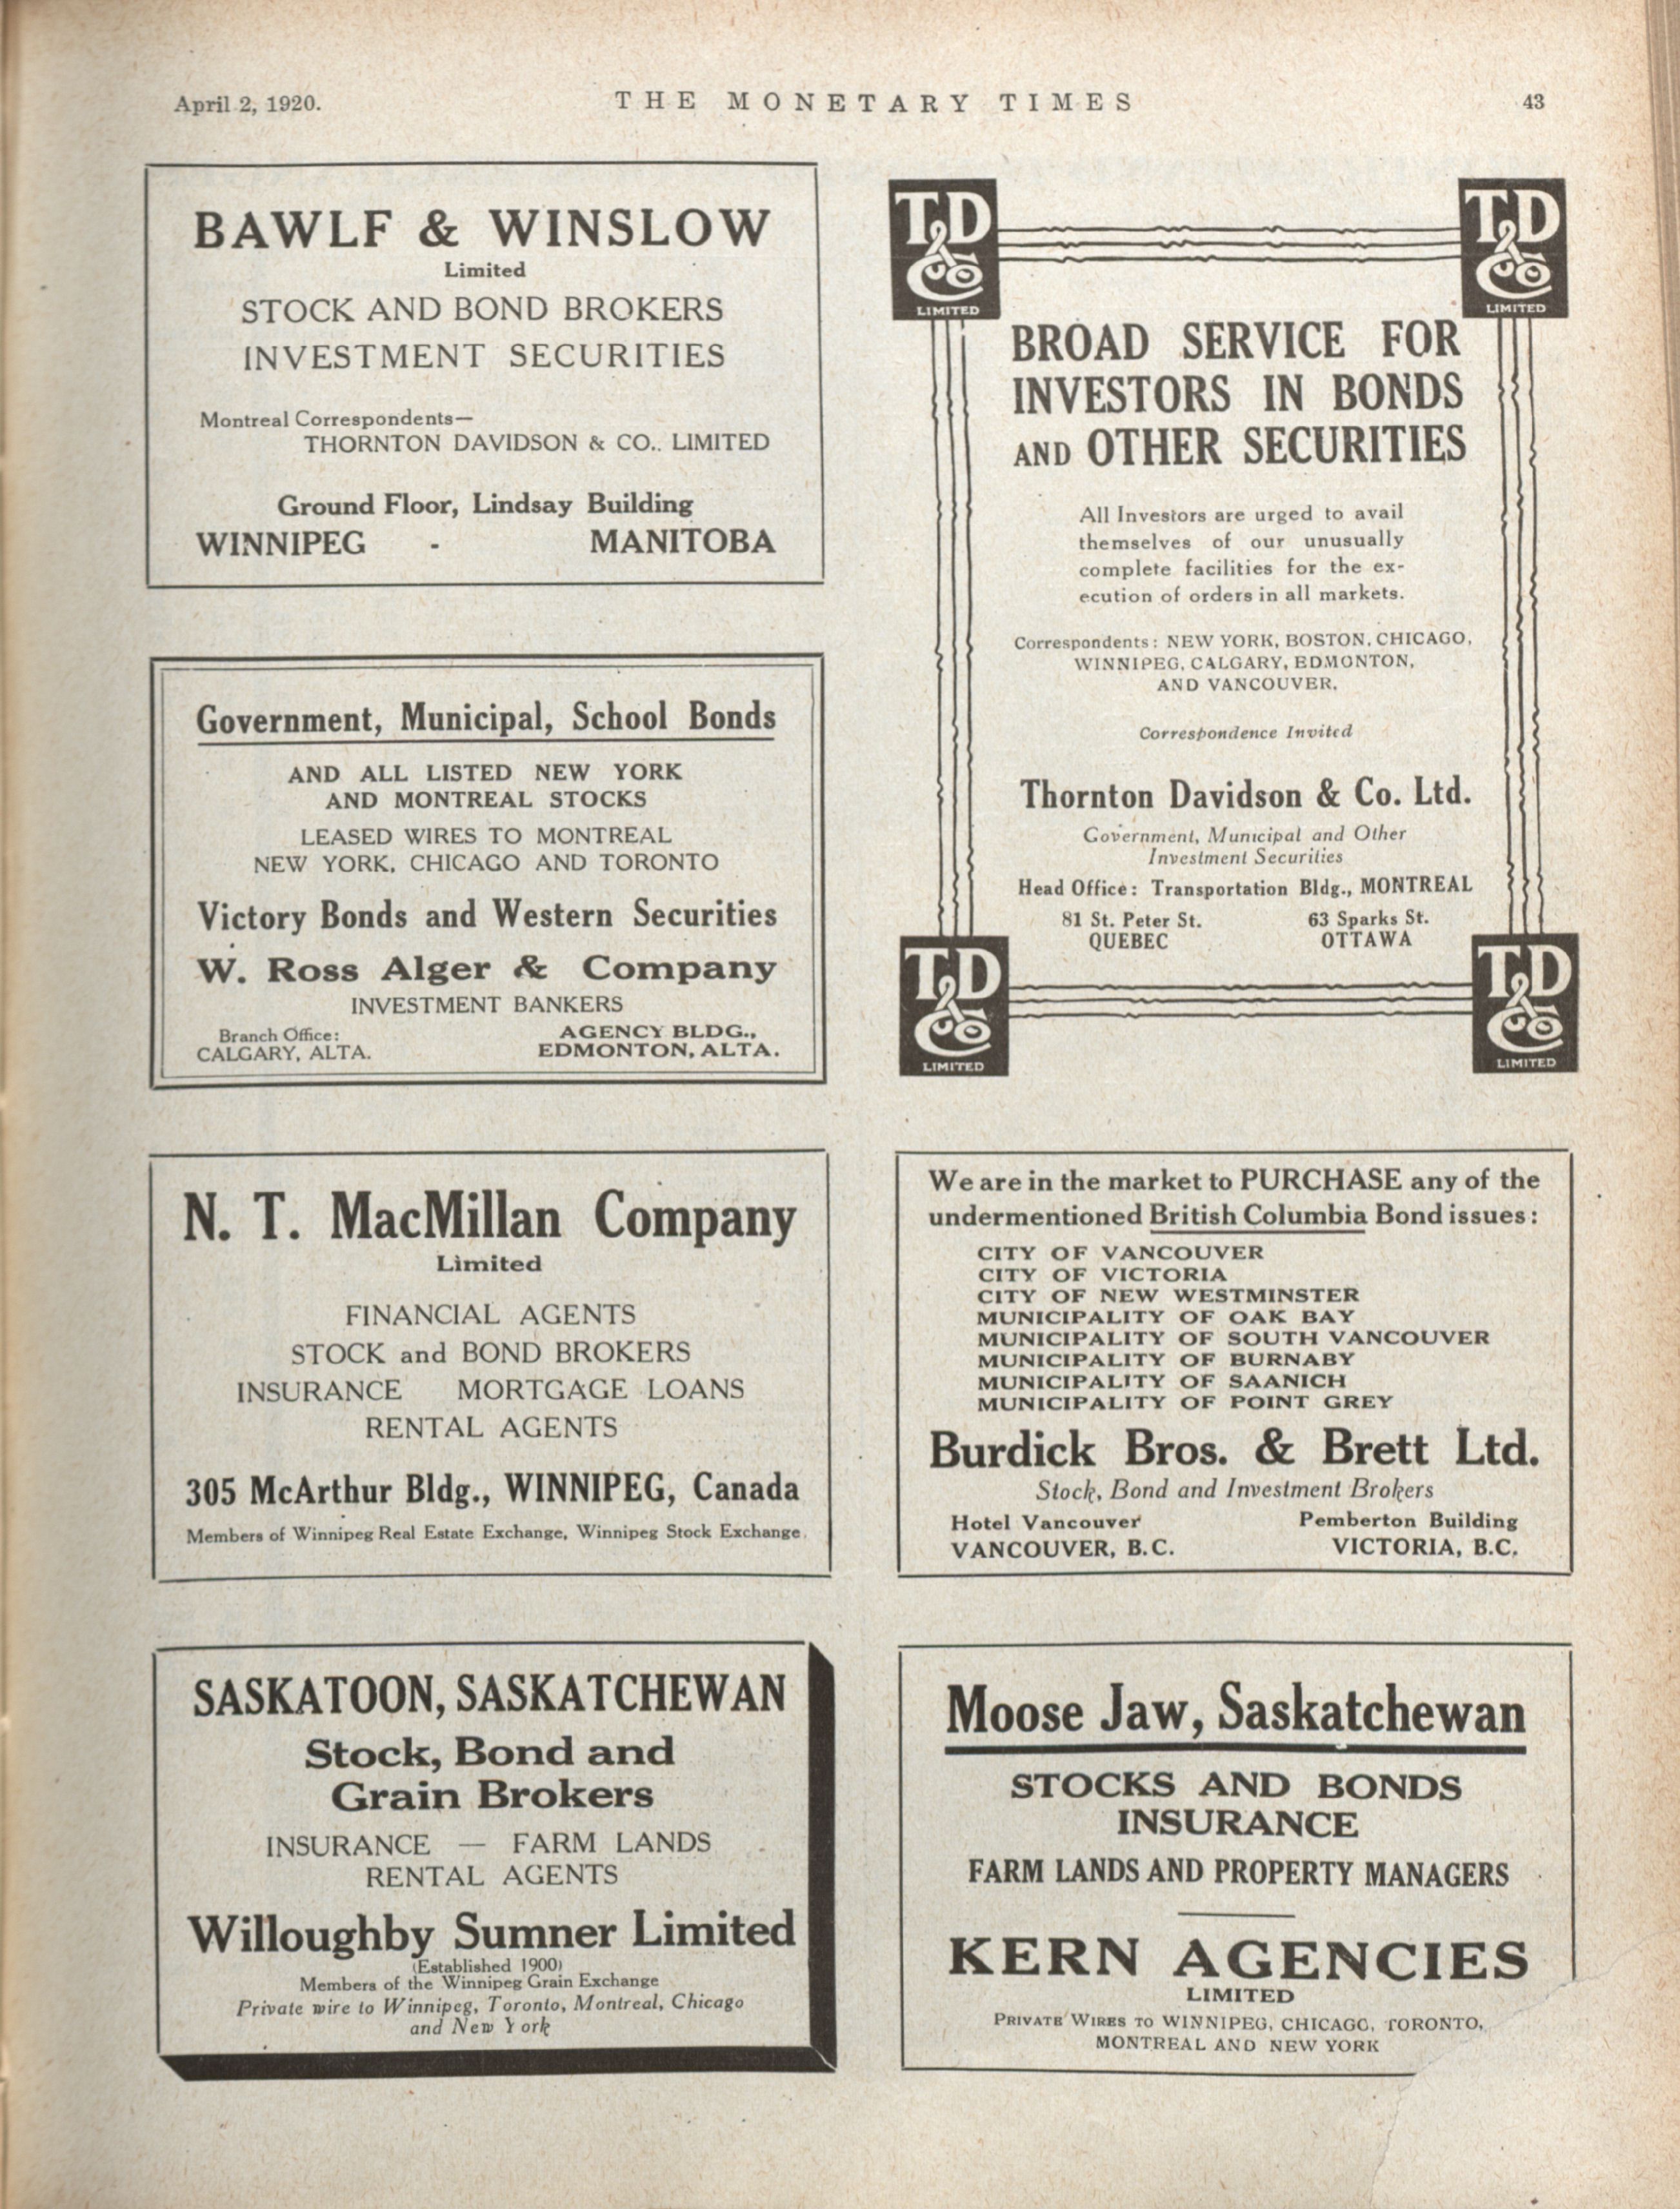 April 2, 1920.
THE MONETARY TIMES
43
BAWLF & WINSLOW
Limited
STOCK AND BOND BROKERS
INVESTMENT SECURITIES
Montreal Correspondents—
THORNTON DAVIDSON & CO.. LIMITED
Ground Floor, Lindsay Building
WINNIPEG - MANITOBA
Government, Municipal, School Bonds
AND ALL LISTED NEW YORK
AND MONTREAL STOCKS
LEASED WIRES TO MONTREAL
NEW YORK, CHICAGO AND TORONTO
Victory Bonds and Western Securities
W. Ross Alger & Company
INVESTMENT BANKERS
Branch Office:
CALGARY, ALTA.
AGENCY BLDG.,
EDMONTON, ALTA.
N. T. MacMillan Company
Limited
FINANCIAL AGENTS
STOCK and BOND BROKERS
INSURANCE MORTGAGE LOANS
RENTAL AGENTS
305 McArthur Bldg., WINNIPEG, Canada
Members of Winnipeg Real Estate Exchange, Winnipeg Stock Exchange.
SASKATOON, SASKATCHEWAN
Stock, Bond and
Grain Brokers
INSURANCE — FARM LANDS
RENTAL AGENTS
Willoughby Sumner Limited
(Established 1900)
Members of the Winnipeg Grain Exchange
Private wire to Winnipeg, Toronto, Montreal, Chicago
and New York
TD
& Co
LIMITED
TD
& Co
LIMITED
BROAD SERVICE FOR
INVESTORS IN BONDS
AND OTHER SECURITIES
All Investors are urged to avail
themselves of our unusually
complete facilities for the ex-
ecution of orders in all markets.
Correspondents: NEW YORK, BOSTON, CHICAGO,
WINNIPEG, CALGARY, EDMONTON,
AND VANCOUVER.
Correspondence Invited
Thornton Davidson & Co. Ltd.
Government, Municipal and Other
Investment Securities
Head Office: Transportation Bldg., MONTREAL
81 St. Peter St.
QUEBEC
63 Sparks St.
OTTAWA
TD
& Co
LIMITED
TD
& Co
LIMITED
We are in the market to PURCHASE any of the
undermentioned British Columbia Bond issues:
CITY OF VANCOUVER
CITY OF VICTORIA
CITY OF NEW WESTMINSTER
MUNICIPALITY OF OAK BAY
MUNICIPALITY OF SOUTH VANCOUVER
MUNICIPALITY OF BURNABY
MUNICIPALITY OF SAANICH
MUNICIPALITY OF POINT GREY
Burdick Bros. & Brett Ltd.
Stock, Bond and Investment Brokers
Hotel Vancouver
VANCOUVER, B.C.
Pemberton Building
VICTORIA, B.C.
Moose Jaw, Saskatchewan
STOCKS AND BONDS
INSURANCE
FARM LANDS AND PROPERTY MANAGERS
KERN AGENCIES
LIMITED
PRIVATE WIRES TO WINNIPEG, CHICAGO, TORONTO,
MONTREAL AND NEW YORK